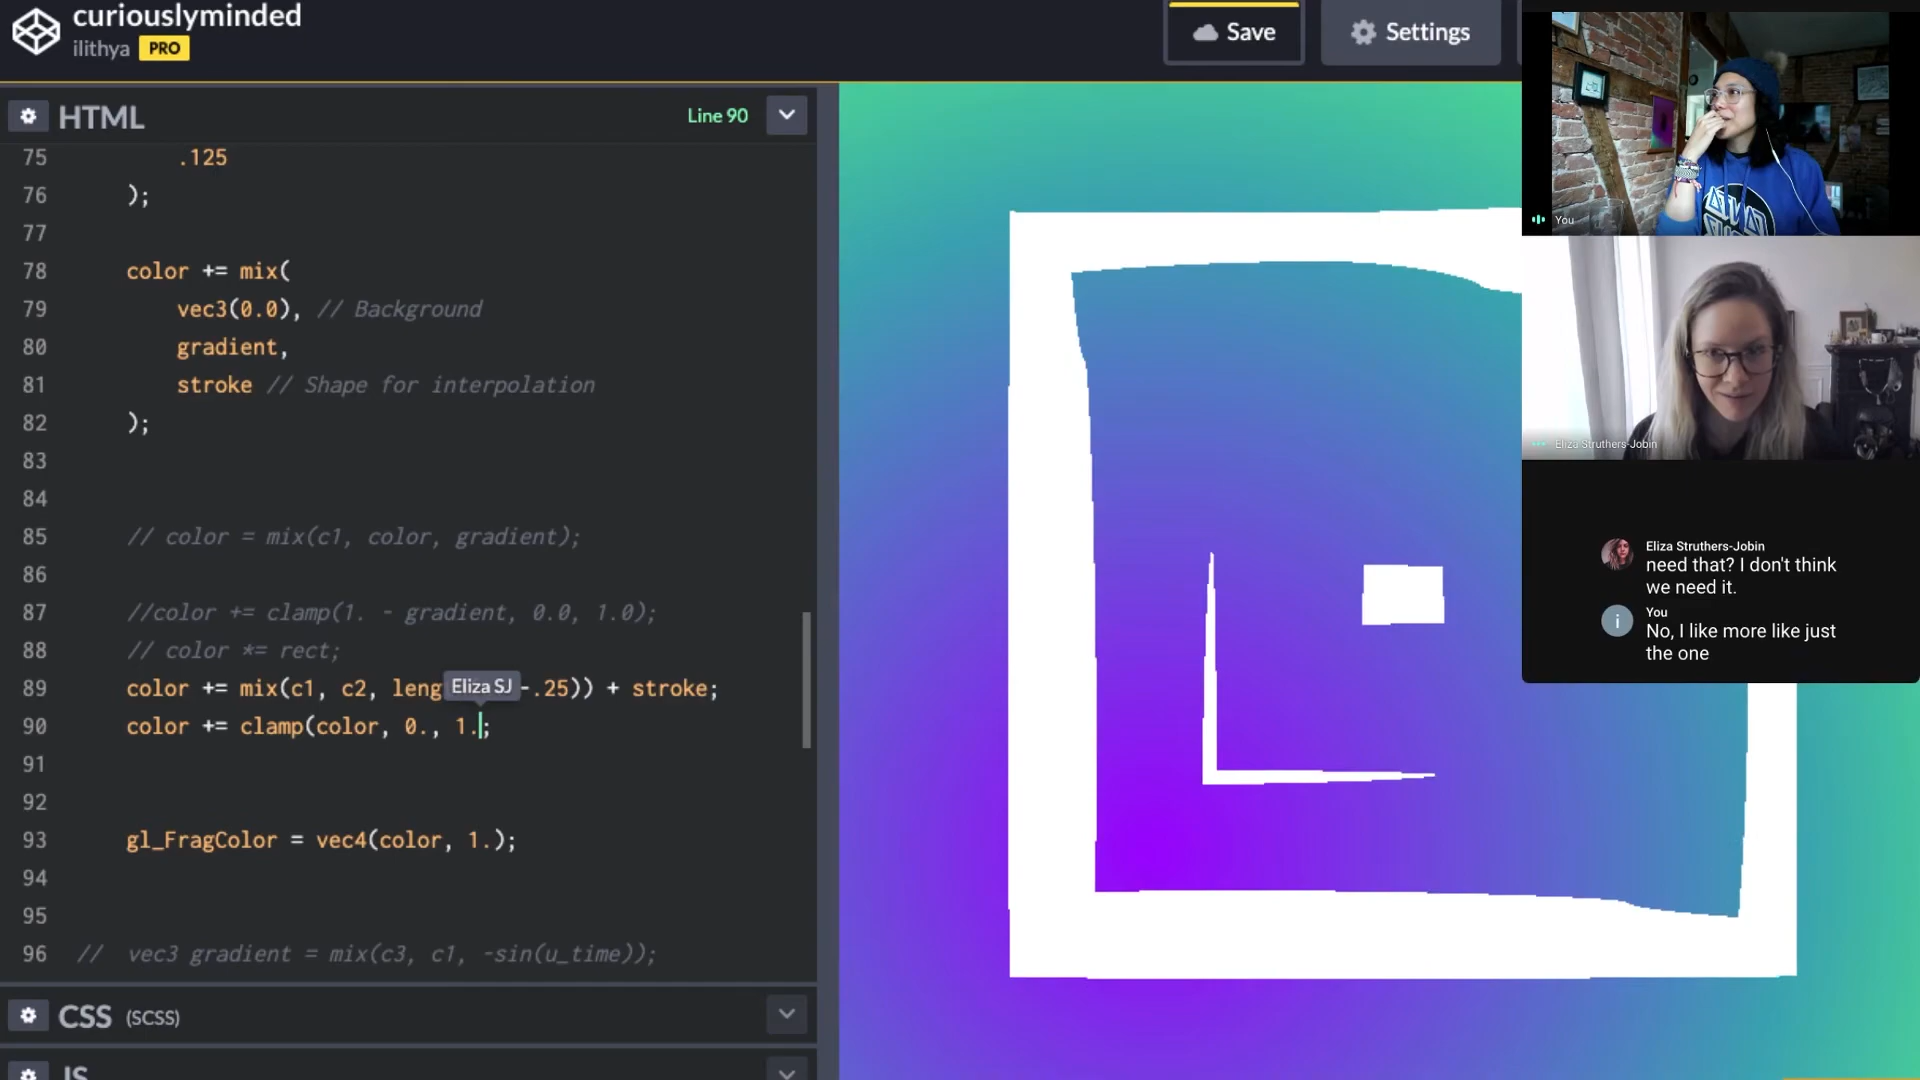 curiouslyminded
ilithya PRO
Save
Settings
HTML
Line 90
75 .125
76 );
77
78 color += mix(
79 vec3(0.0), // Background
80 gradient,
81 stroke // Shape for interpolation
82 );
83
84
85 // color = mix(c1, color, gradient);
86
87 //color += clamp(1. - gradient, 0.0, 1.0);
88 // color *= rect;
89 color += mix(c1, c2, leng Eliza SJ -.25)) + stroke;
90 color += clamp(color, 0., 1.;
91
92
93 gl_FragColor = vec4(color, 1.);
94
95
96 // vec3 gradient = mix(c3, c1, -sin(u_time));
CSS (SCSS)
JS
You
Eliza Struthers-Jobin
Eliza Struthers-Jobin
need that? I don't think
we need it.
i
You
No, I like more like just
the one